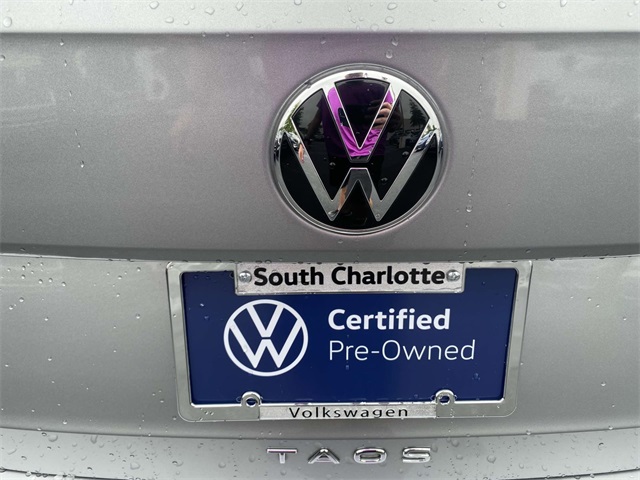 South Charlotte
Certified
Pre-Owned
Volkswagen
TAOS